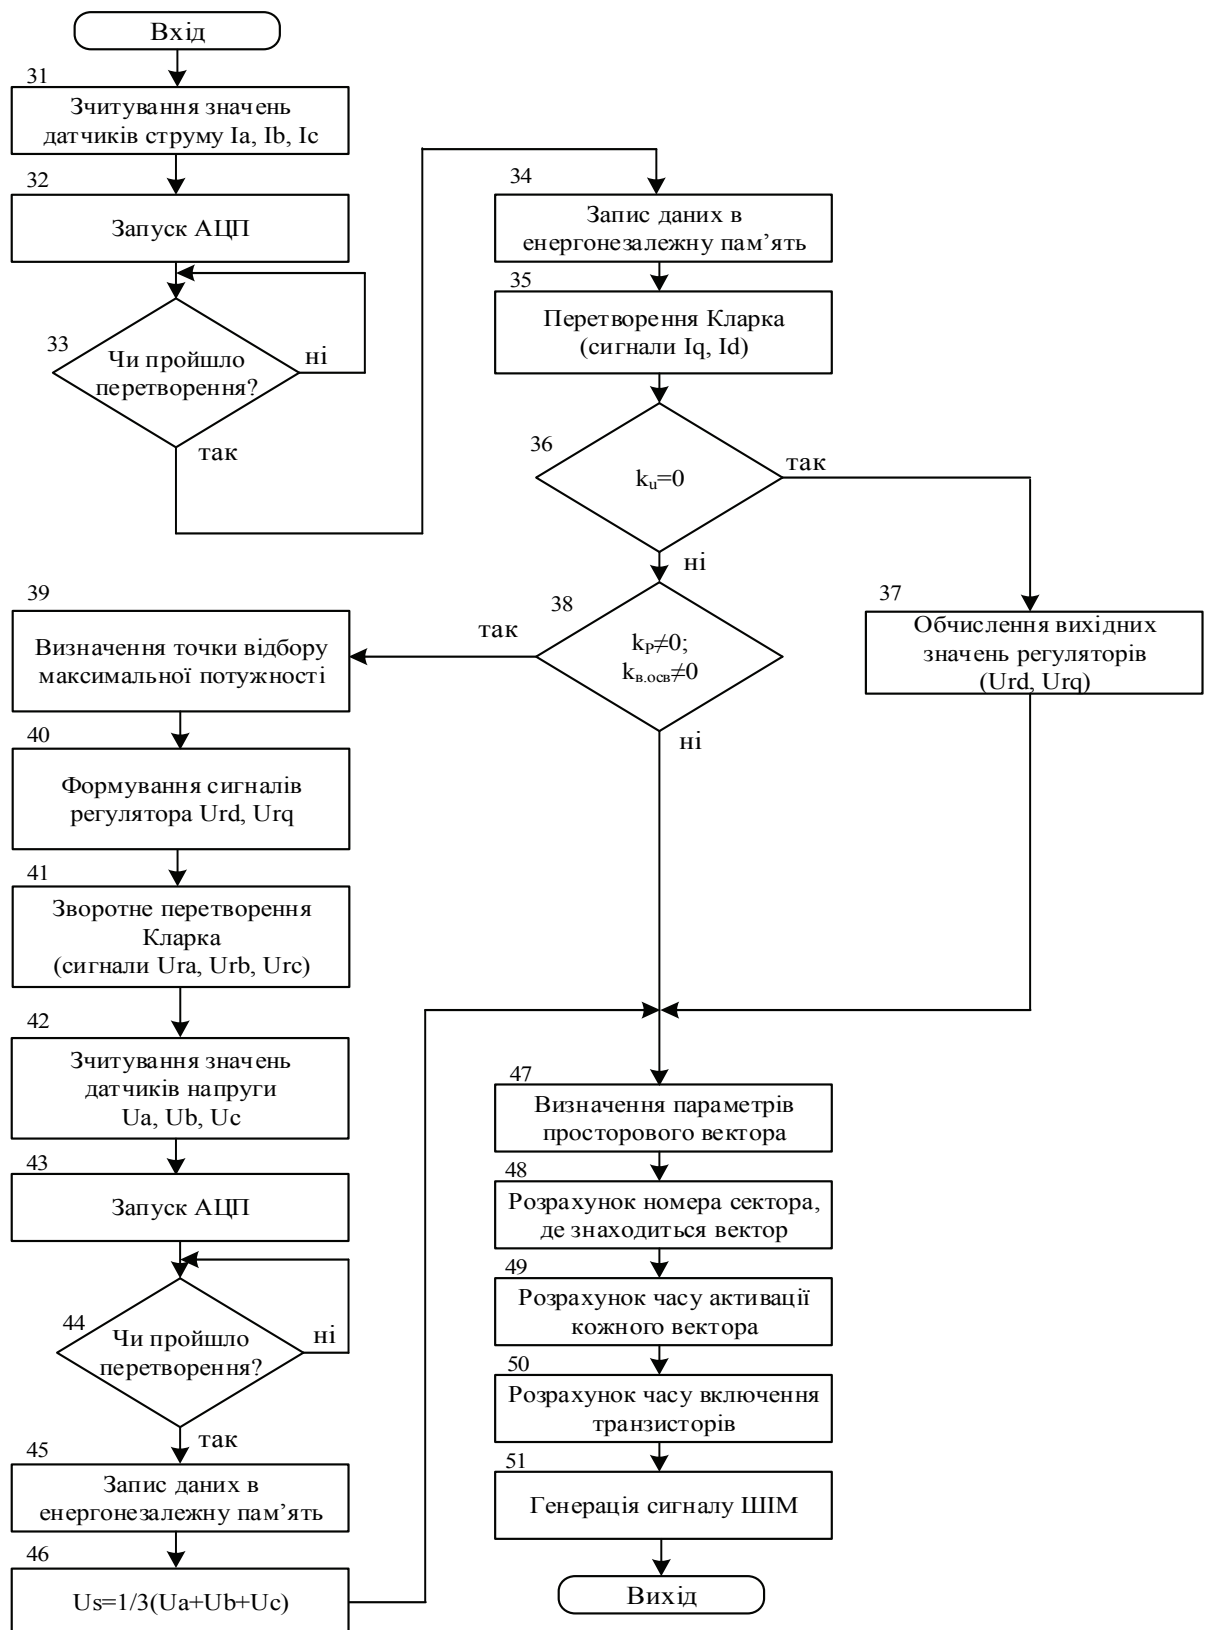 Вхід
31
Зчитування значень
датчиків струму Ia, Ib, Ic
32
Запуск АЦП
33
Чи пройшло
перетворення?
ні
так
34
Запис даних в
енергонезалежну пам’ять
35
Перетворення Кларка
(сигнали Iq, Id)
36
ku=0
так
ні
37
Обчислення вихідних
значень регуляторів
(Urd, Urq)
38
kP≠0;
kв.осв≠0
так
ні
39
Визначення точки відбору
максимальної потужності
40
Формування сигналів
регулятора Urd, Urq
41
Зворотне перетворення
Кларка
(сигнали Ura, Urb, Urc)
42
Зчитування значень
датчиків напруги
Ua, Ub, Uc
43
Запуск АЦП
44
Чи пройшло
перетворення?
ні
так
45
Запис даних в
енергонезалежну пам’ять
46
Us=1/3(Ua+Ub+Uc)
47
Визначення параметрів
просторового вектора
48
Розрахунок номера сектора,
де знаходиться вектор
49
Розрахунок часу активації
кожного вектора
50
Розрахунок часу включення
транзисторів
51
Генерація сигналу ШІМ
Вихід